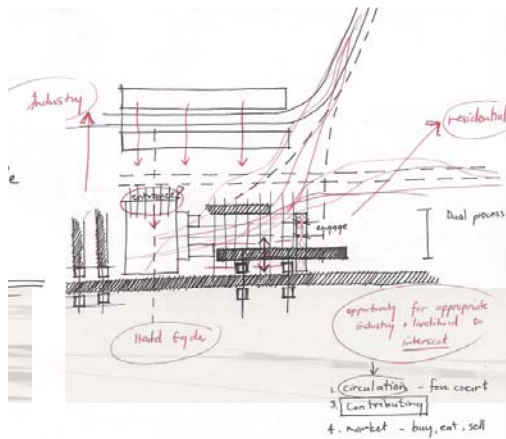 Industry
residential
entrance
engage
Dual process
opportunity for appropriate
industry + livelihood to
intersect
1. circulation - fore court
3. contributing
4. market - buy, eat, sell